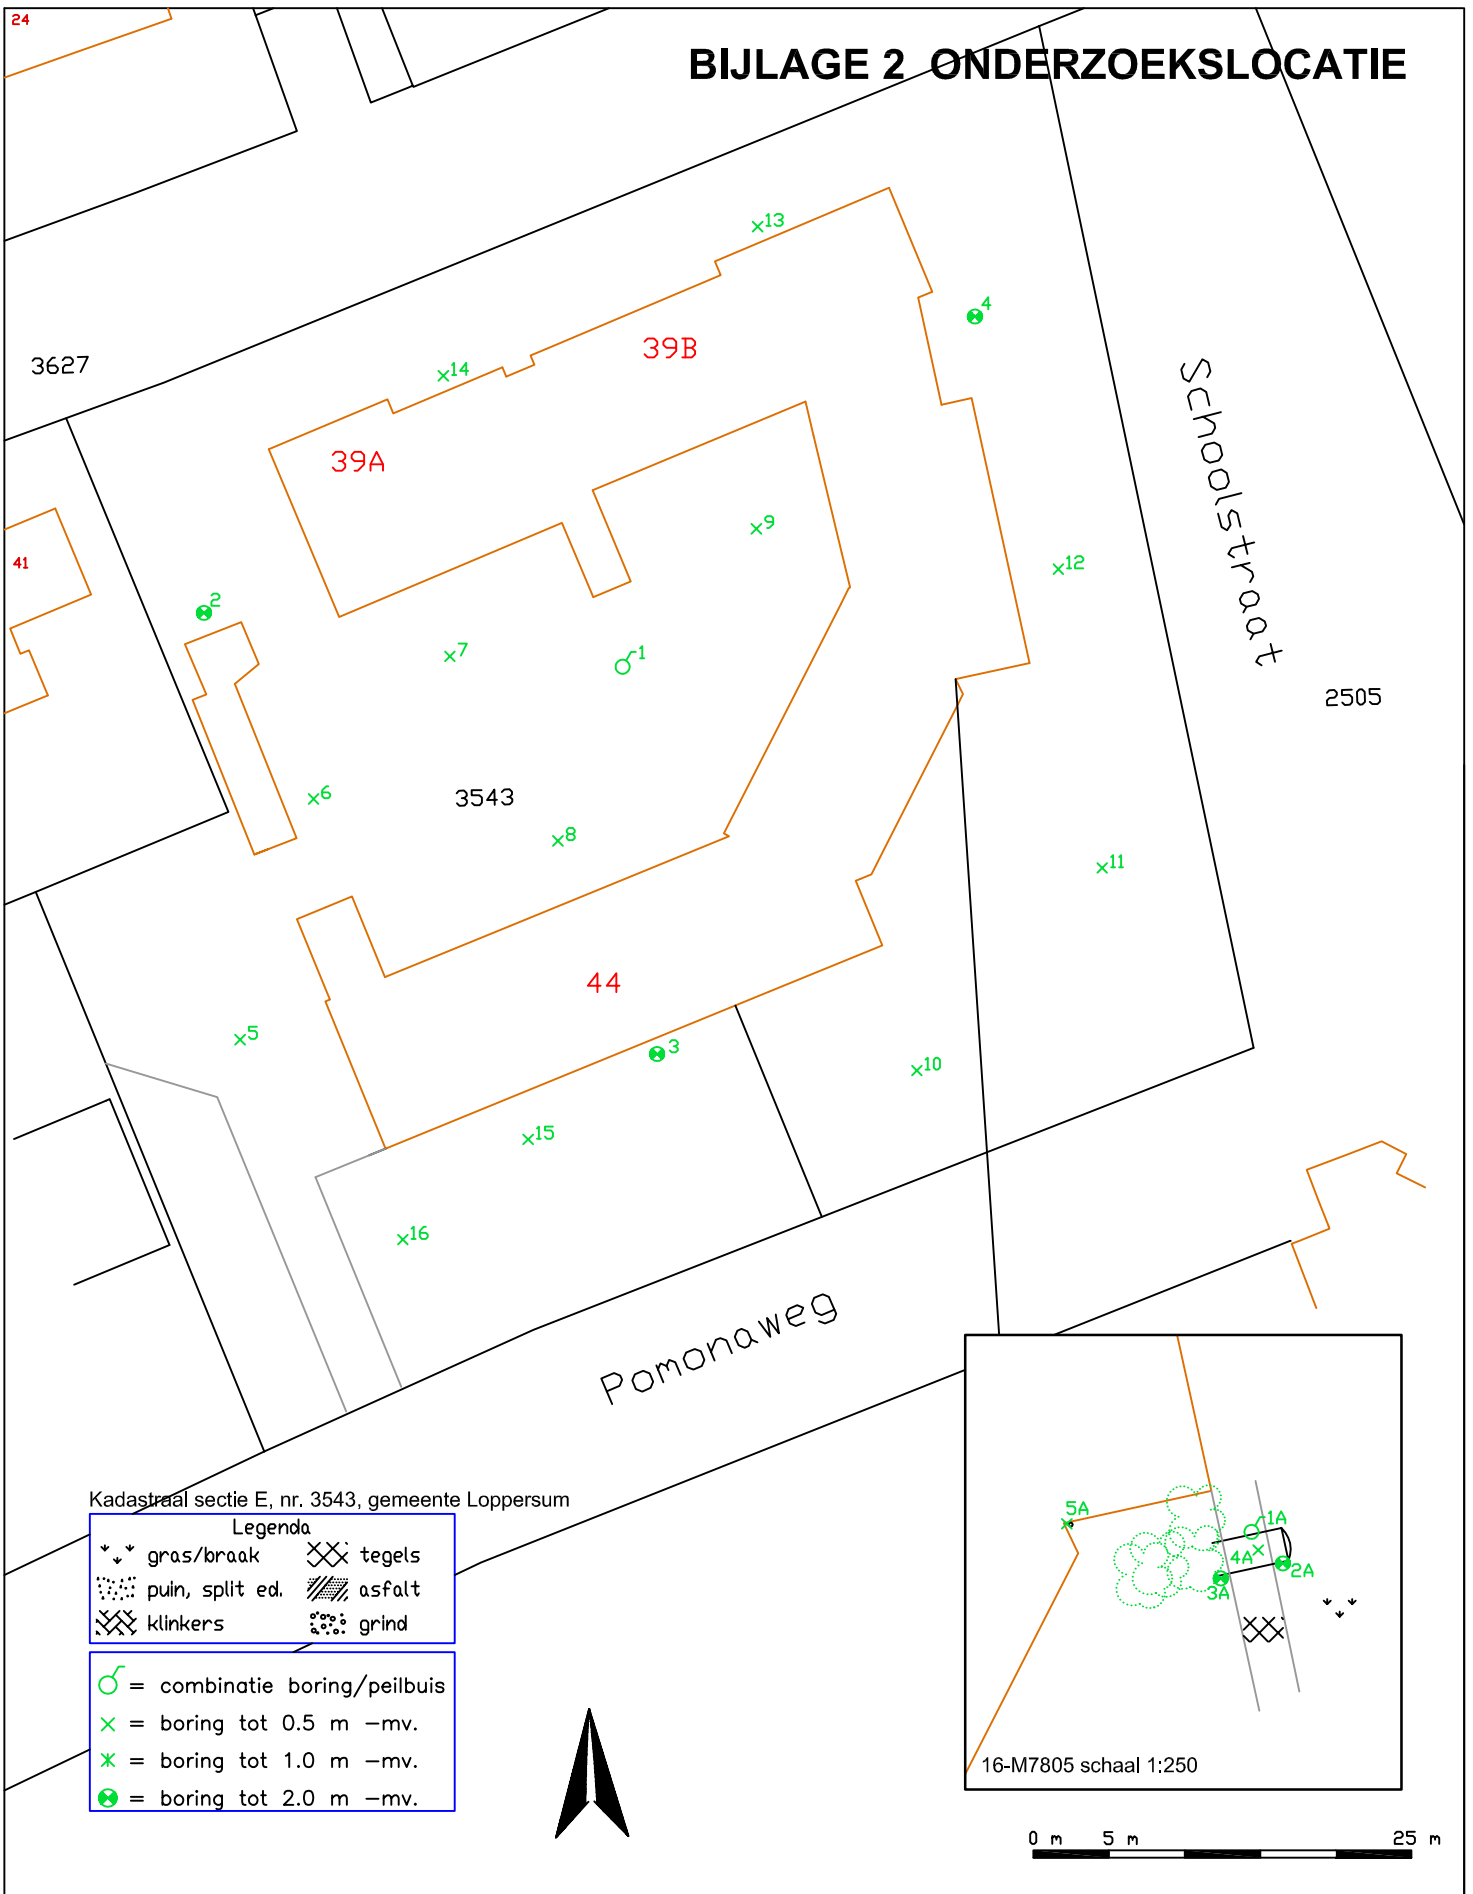 24
BIJLAGE 2 ONDERZOEKSLOCATIE
13
4
39B
3627
14
Schoolstraat
39A
9
41
12
2
7
1
2505
6
3543
8
11
44
5
3
10
15
16
Pomonaweg
Kadastraal sectie E, nr. 3543, gemeente Loppersum
Legenda
gras/braak
tegels
puin, split ed.
asfalt
klinkers
grind
= combinatie boring/peilbuis
= boring tot 0.5 m -mv.
= boring tot 1.0 m -mv.
= boring tot 2.0 m -mv.
5A
1A
4A
2A
3A
16-M7805 schaal 1:250
0 m 5 m 25 m